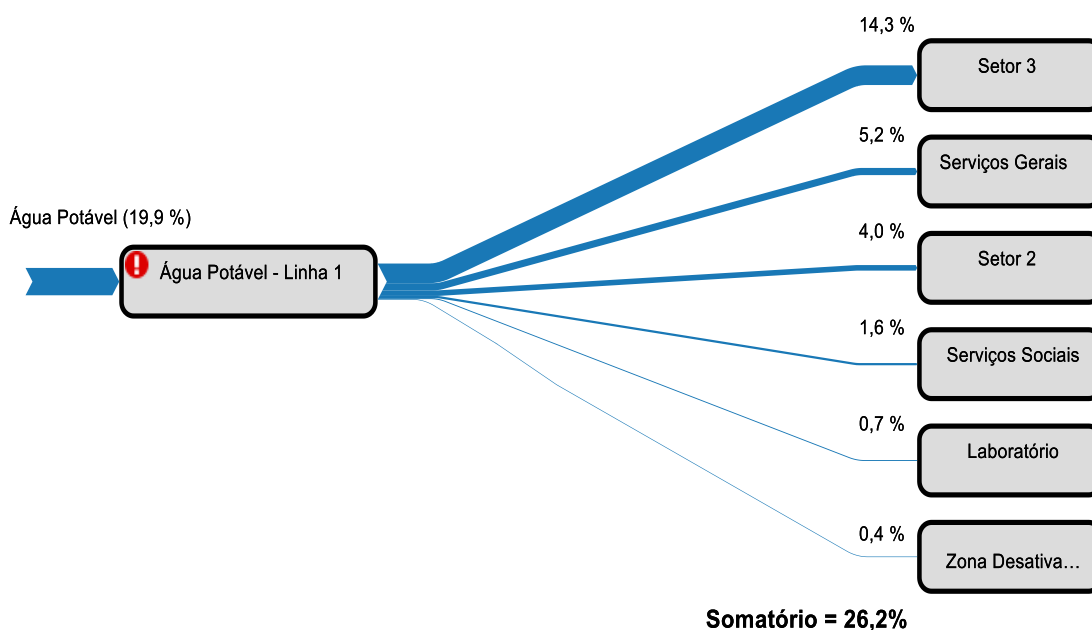 14,3 %
Setor 3
5,2 %
Serviços Gerais
Água Potável (19,9 %)
4,0 %
Água Potável - Linha 1
Setor 2
1,6 %
Serviços Sociais
0,7 %
Laboratório
0,4 %
Zona Desativa...
Somatório = 26,2%